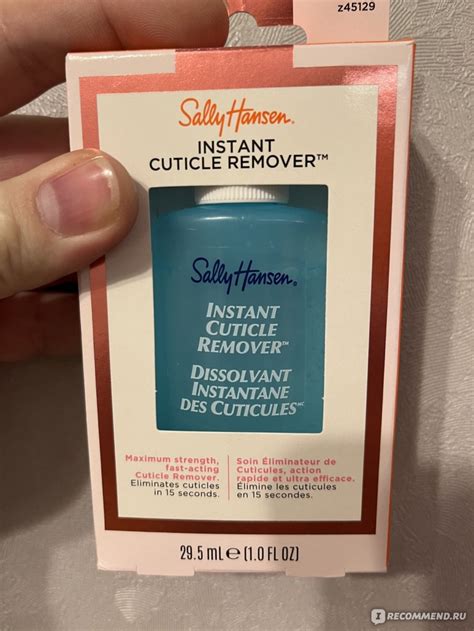 z45129
Sally Hansen®
INSTANT
CUTICLE REMOVER™
Sally Hansen®
INSTANT
CUTICLE
REMOVER™
DISSOLVANT
INSTANTANÉ
DES CUTICULES MC
Maximum strength,
fast-acting
Cuticle Remover.
Eliminates cuticles
in 15 seconds.
Soin Éliminateur de
Cuticules, action
rapide et ultra efficace.
Élimine les cuticules
en 15 secondes.
29.5 mL e (1.0 FL OZ)
I RECOMMEND.RU